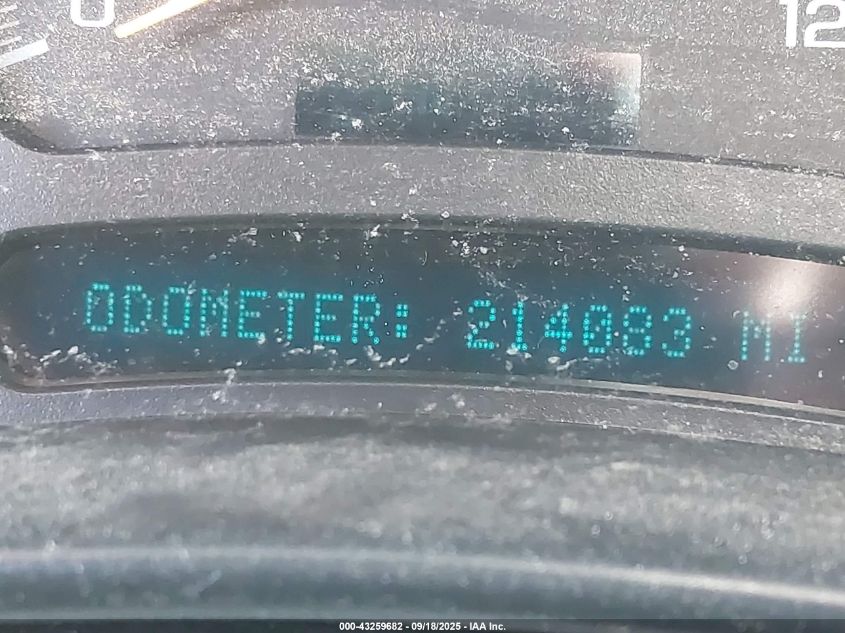 0 12
ODOMETER: 214083 MI
000-43259682 - 09/18/2025 - IAA Inc.